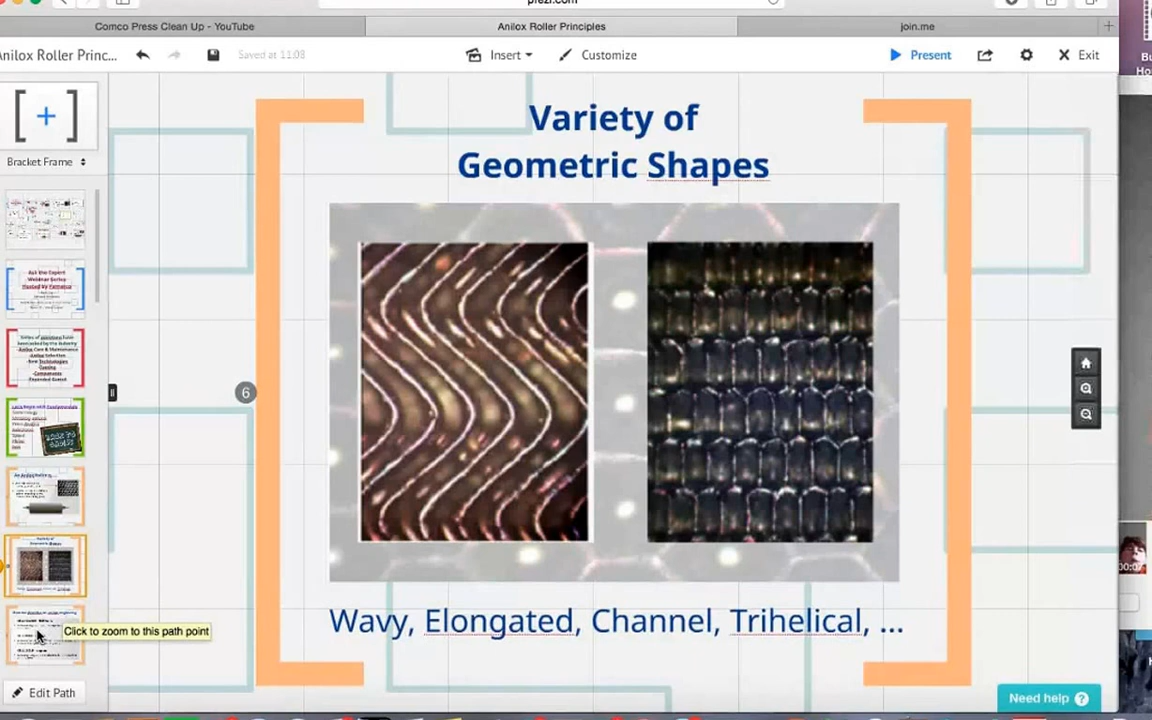 prezi.com
Comco Press Clean Up - YouTube
Anilox Roller Principles
join.me
Anilox Roller Princ...
Saved at 11:08
Insert
Customize
Present
Exit
Bracket Frame
Variety of
Geometric Shapes
6
Wavy, Elongated, Channel, Trihelical, ...
Click to zoom to this path point
Edit Path
Need help ?
00:07